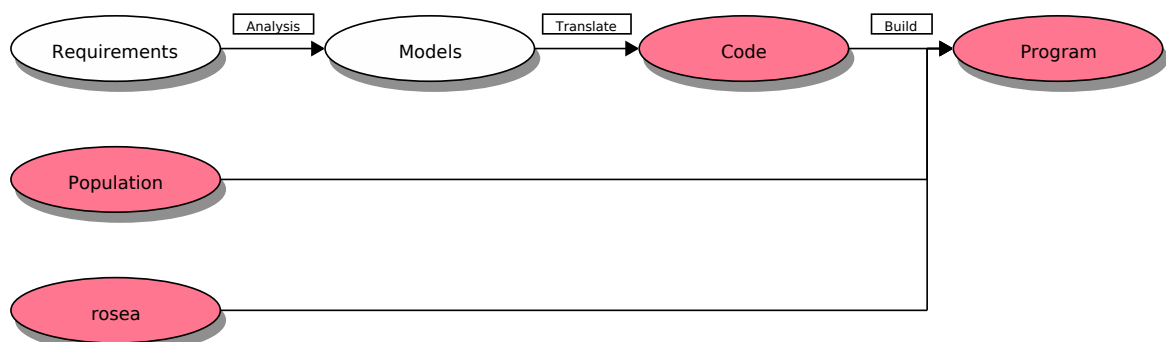 Analysis
Translate
Build
Requirements
Models
Code
Program
Population
rosea